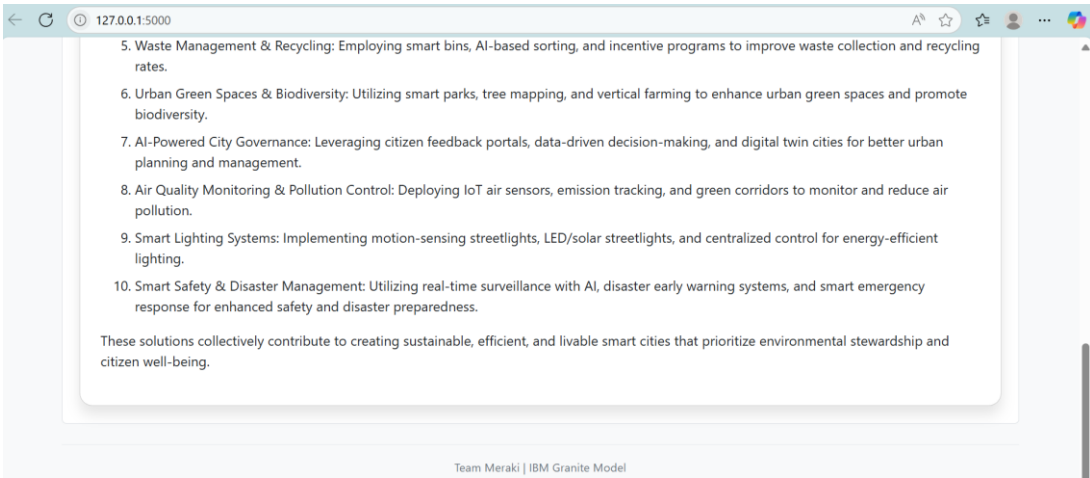 127.0.0.1:5000
5. Waste Management & Recycling: Employing smart bins, AI-based sorting, and incentive programs to improve waste collection and recycling
rates.
6. Urban Green Spaces & Biodiversity: Utilizing smart parks, tree mapping, and vertical farming to enhance urban green spaces and promote
biodiversity.
7. AI-Powered City Governance: Leveraging citizen feedback portals, data-driven decision-making, and digital twin cities for better urban
planning and management.
8. Air Quality Monitoring & Pollution Control: Deploying IoT air sensors, emission tracking, and green corridors to monitor and reduce air
pollution.
9. Smart Lighting Systems: Implementing motion-sensing streetlights, LED/solar streetlights, and centralized control for energy-efficient
lighting.
10. Smart Safety & Disaster Management: Utilizing real-time surveillance with AI, disaster early warning systems, and smart emergency
response for enhanced safety and disaster preparedness.
These solutions collectively contribute to creating sustainable, efficient, and livable smart cities that prioritize environmental stewardship and
citizen well-being.
Team Meraki | IBM Granite Model